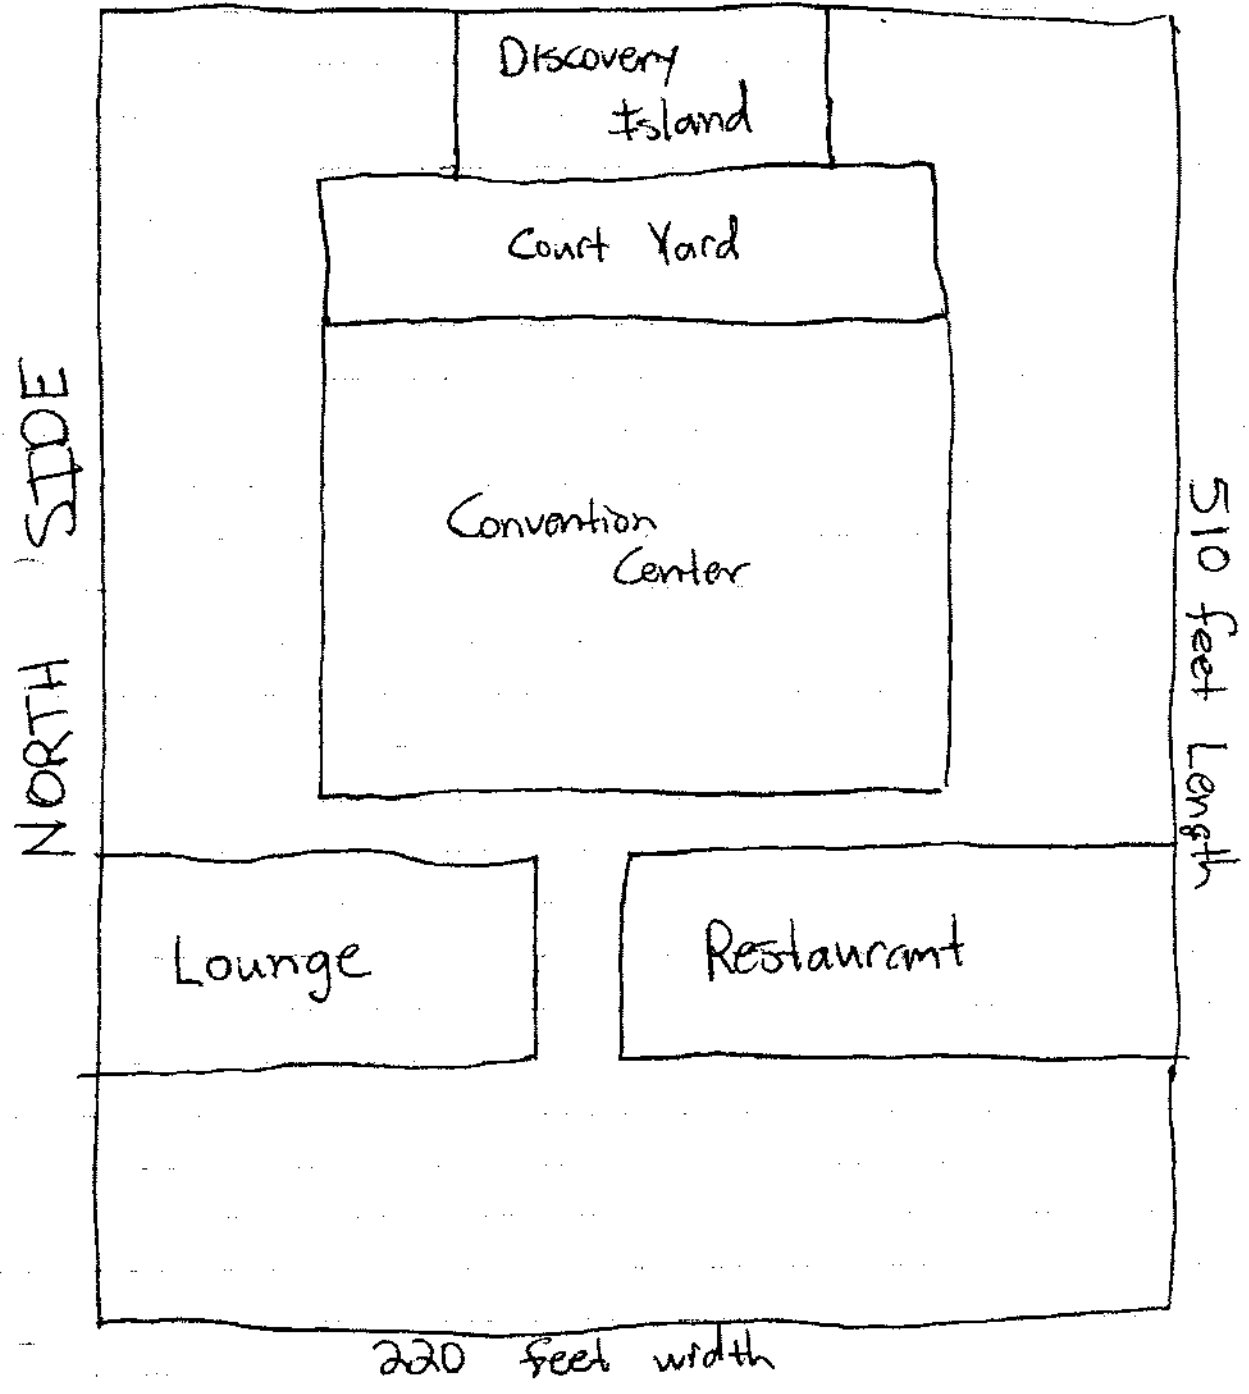 Discovery
Island
Court Yard
NORTH SIDE
Convention
Center
510 feet Length
Lounge
Restaurant
220 feet width